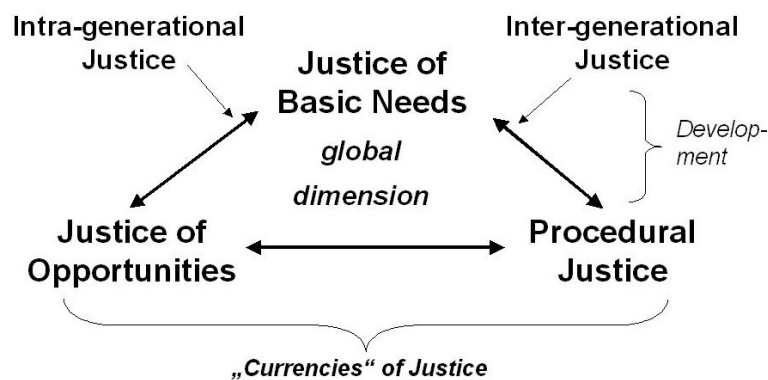 Intra-generational
Justice
Inter-generational
Justice
Justice of
Basic Needs
global
dimension
Develop-
ment
Justice of
Opportunities
Procedural
Justice
„Currencies“ of Justice